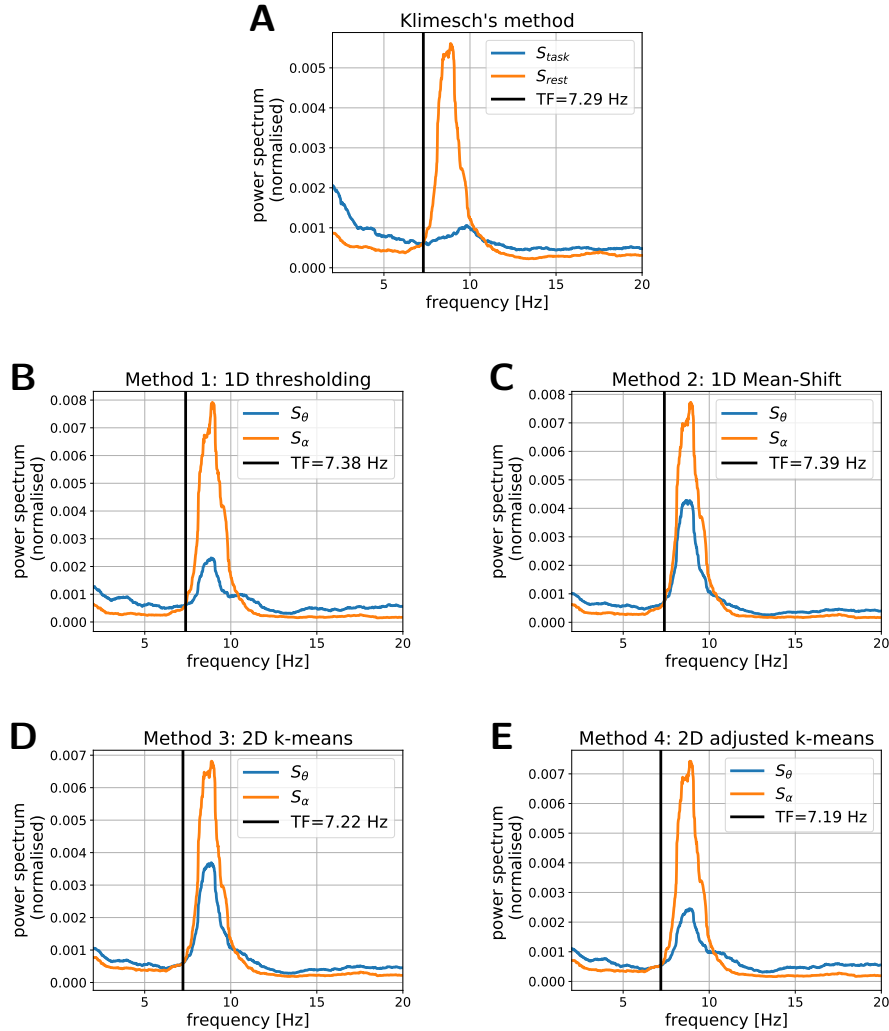 A
Klimesch's method
S_task
S_rest
TF=7.29 Hz
power spectrum
(normalised)
0.005
0.004
0.003
0.002
0.001
0.000
5 10 15 20
frequency [Hz]
B
Method 1: 1D thresholding
S_θ
S_α
TF=7.38 Hz
power spectrum
(normalised)
0.008
0.007
0.006
0.005
0.004
0.003
0.002
0.001
0.000
5 10 15 20
frequency [Hz]
C
Method 2: 1D Mean-Shift
S_θ
S_α
TF=7.39 Hz
power spectrum
(normalised)
0.008
0.007
0.006
0.005
0.004
0.003
0.002
0.001
0.000
5 10 15 20
frequency [Hz]
D
Method 3: 2D k-means
S_θ
S_α
TF=7.22 Hz
power spectrum
(normalised)
0.007
0.006
0.005
0.004
0.003
0.002
0.001
0.000
5 10 15 20
frequency [Hz]
E
Method 4: 2D adjusted k-means
S_θ
S_α
TF=7.19 Hz
power spectrum
(normalised)
0.007
0.006
0.005
0.004
0.003
0.002
0.001
0.000
5 10 15 20
frequency [Hz]